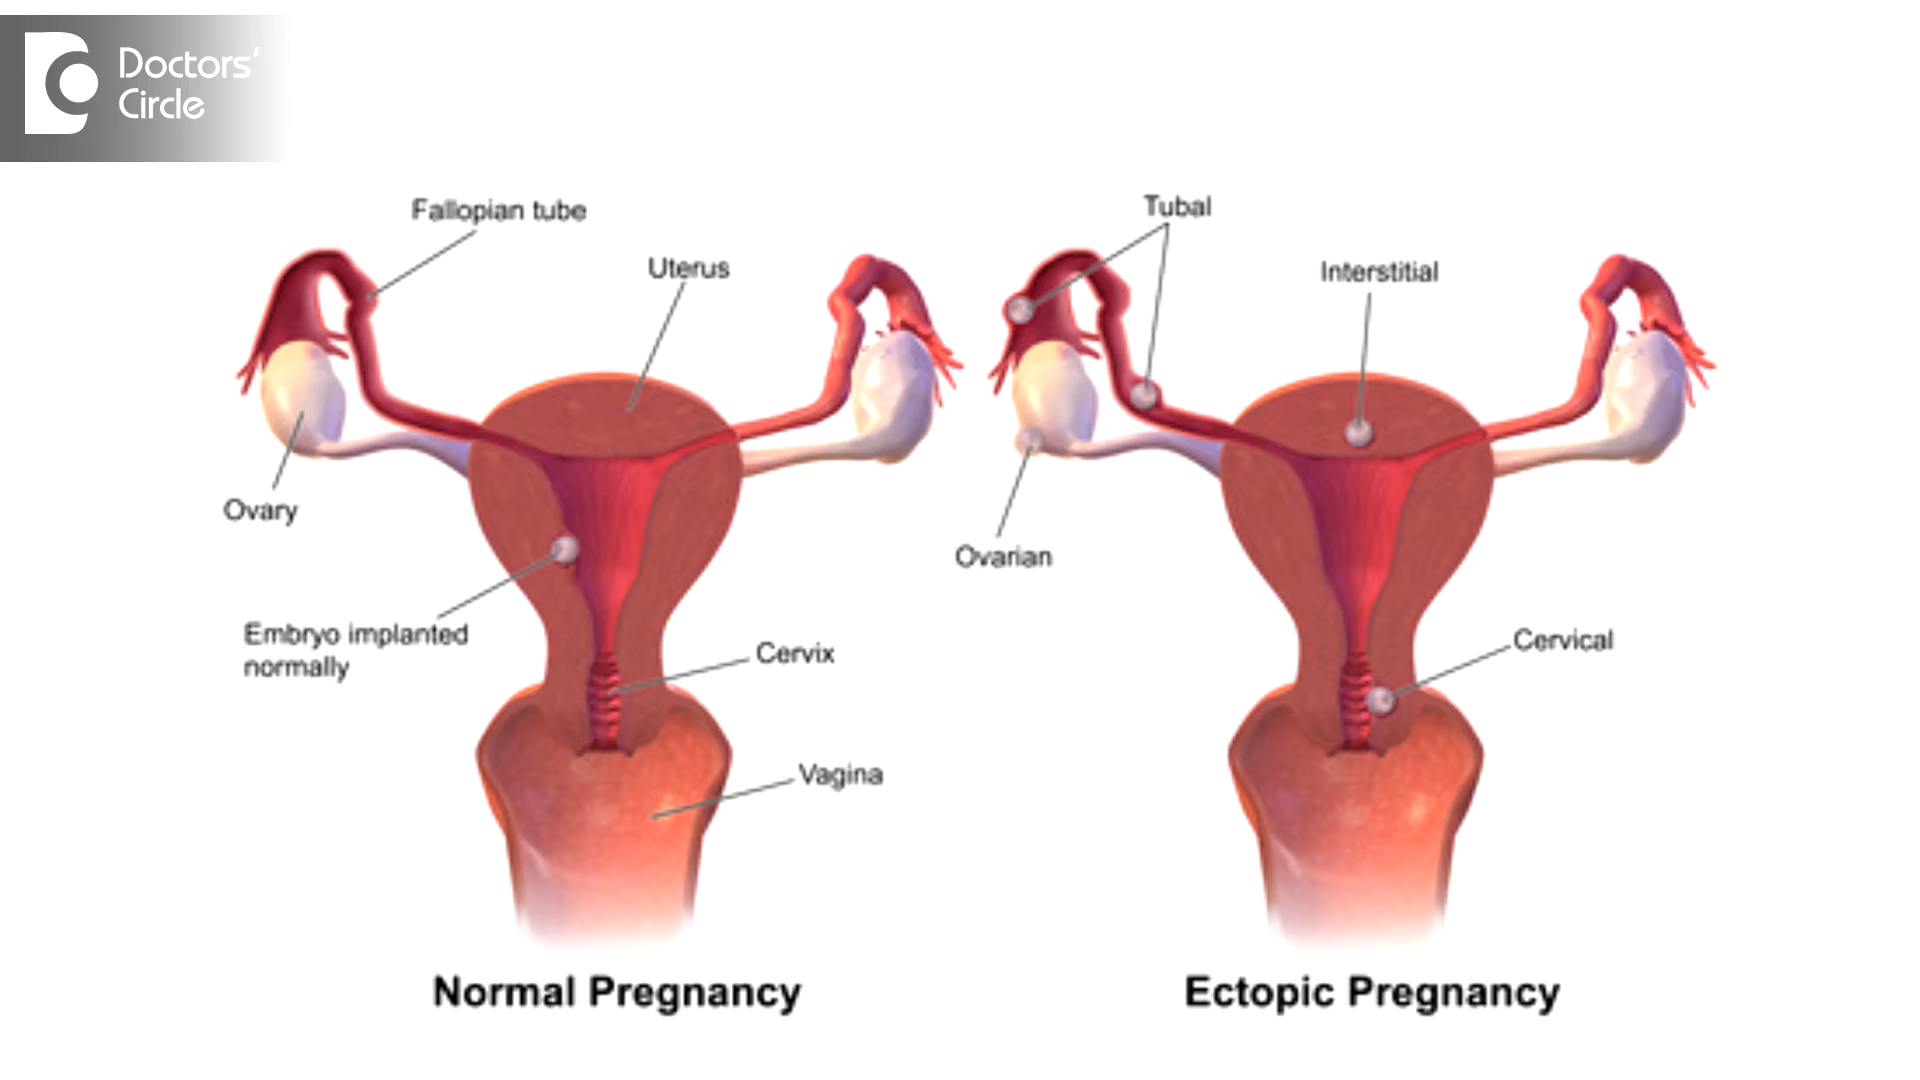 Doctors'
Circle
Fallopian tube
Uterus
Ovary
Embryo implanted
normally
Cervix
Vagina
Normal Pregnancy
Tubal
Interstitial
Ovarian
Cervical
Ectopic Pregnancy